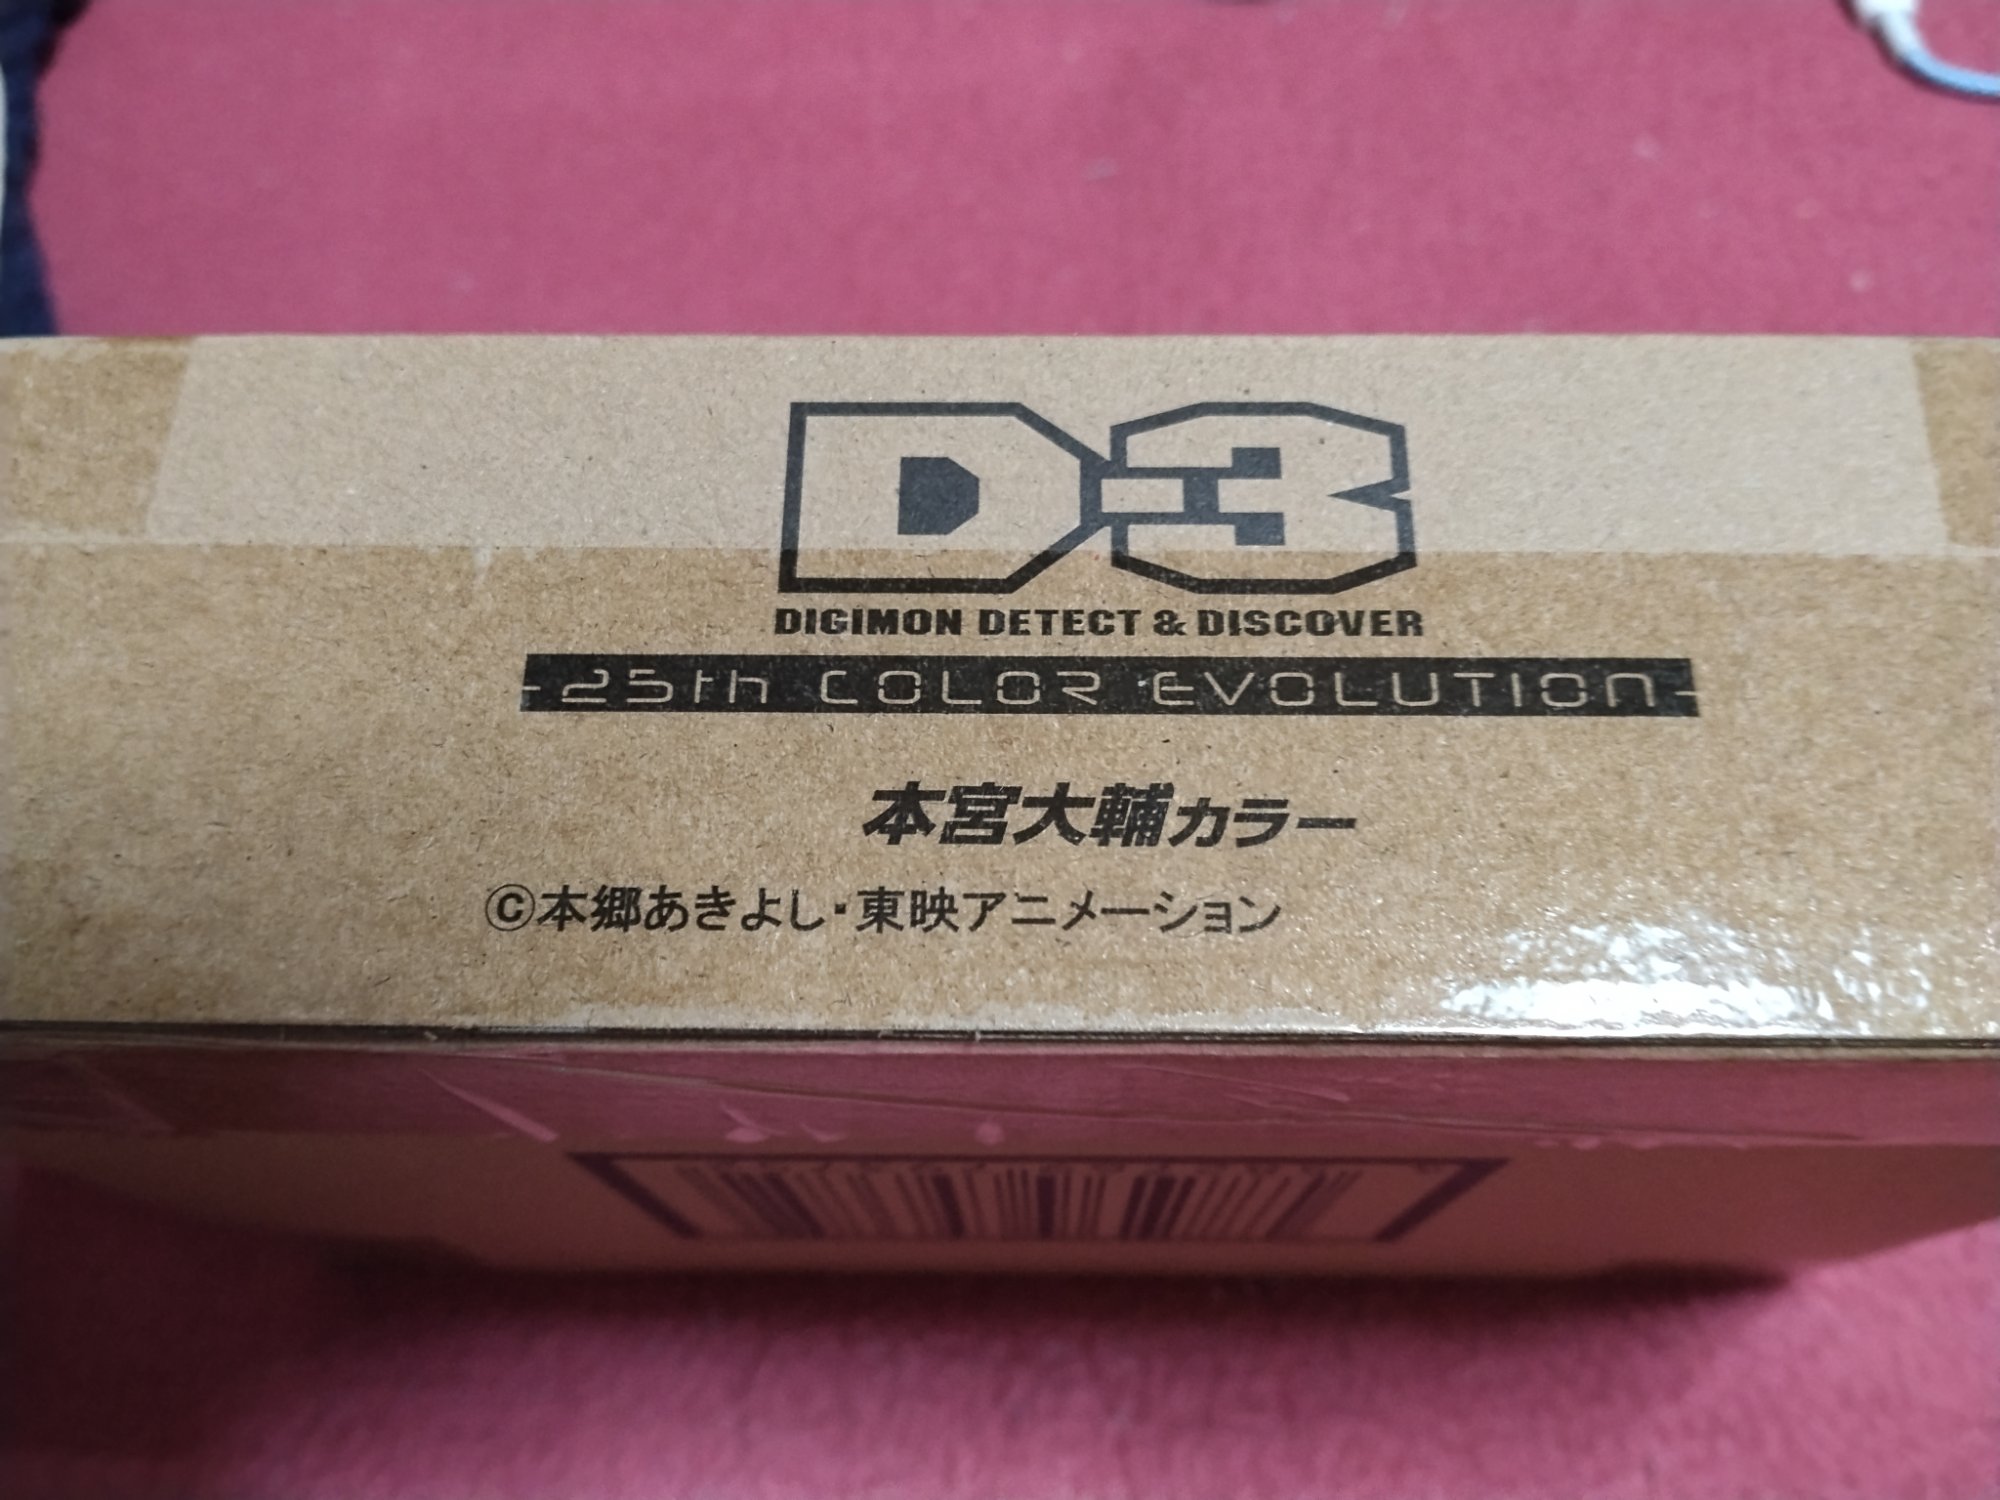 D-3
DIGIMON DETECT & DISCOVER
-25th COLOR EVOLUTION-
本宮大輔カラー
©本郷あきよし・東映アニメーション